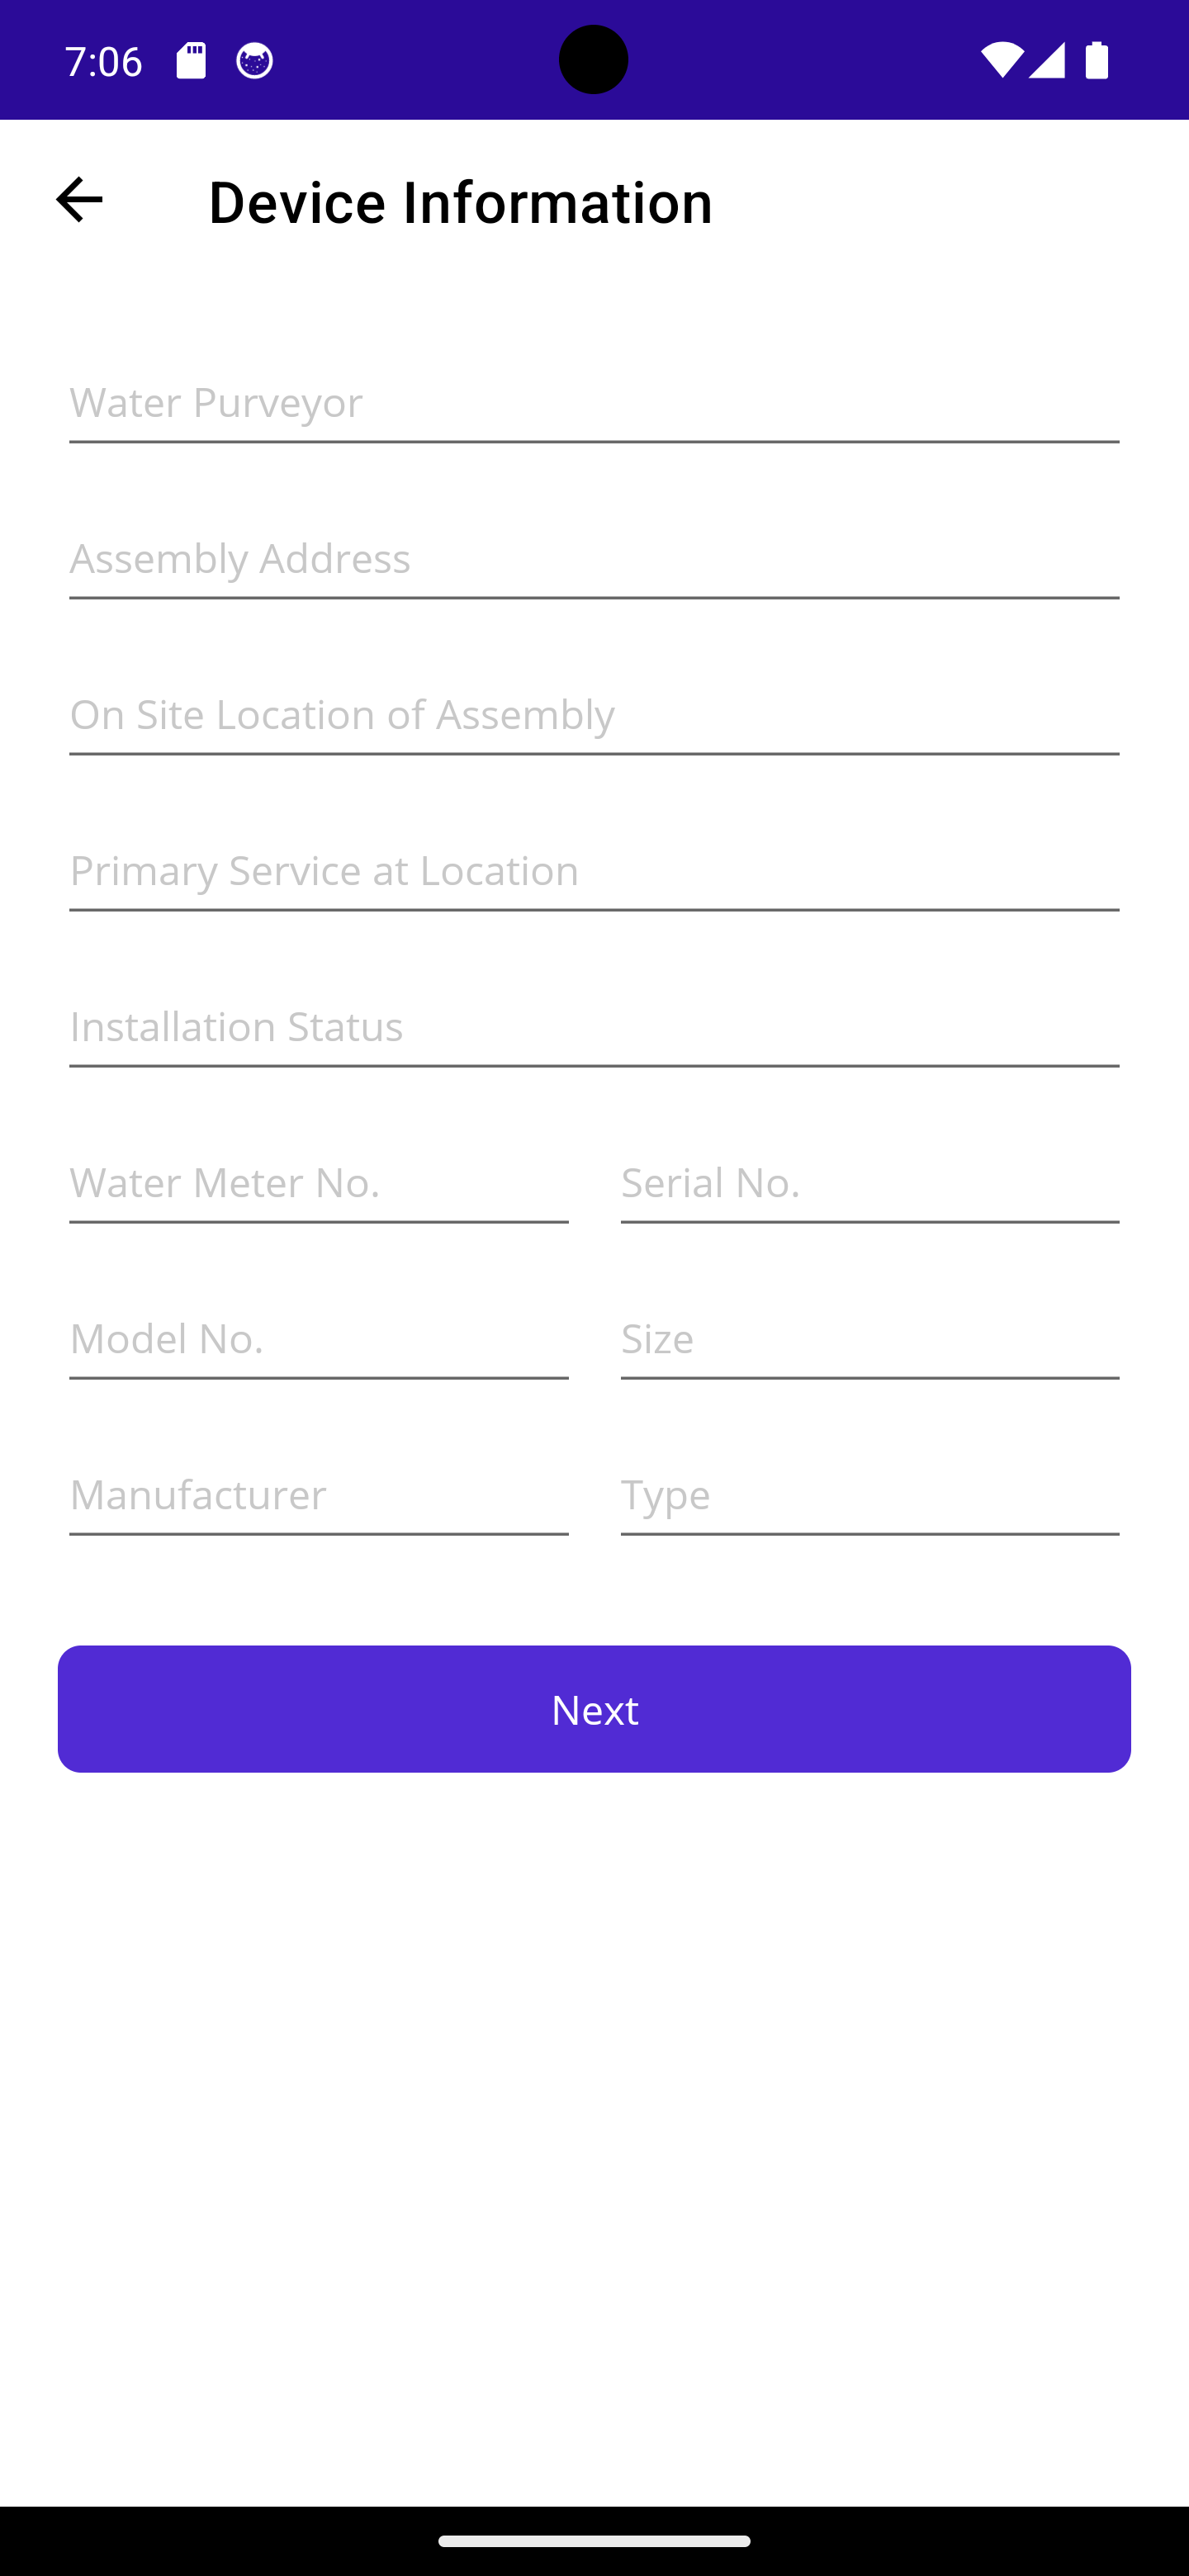 7:06
Device Information
Water Purveyor
Assembly Address
On Site Location of Assembly
Primary Service at Location
Installation Status
Water Meter No. Serial No.
Model No. Size
Manufacturer Type
Next